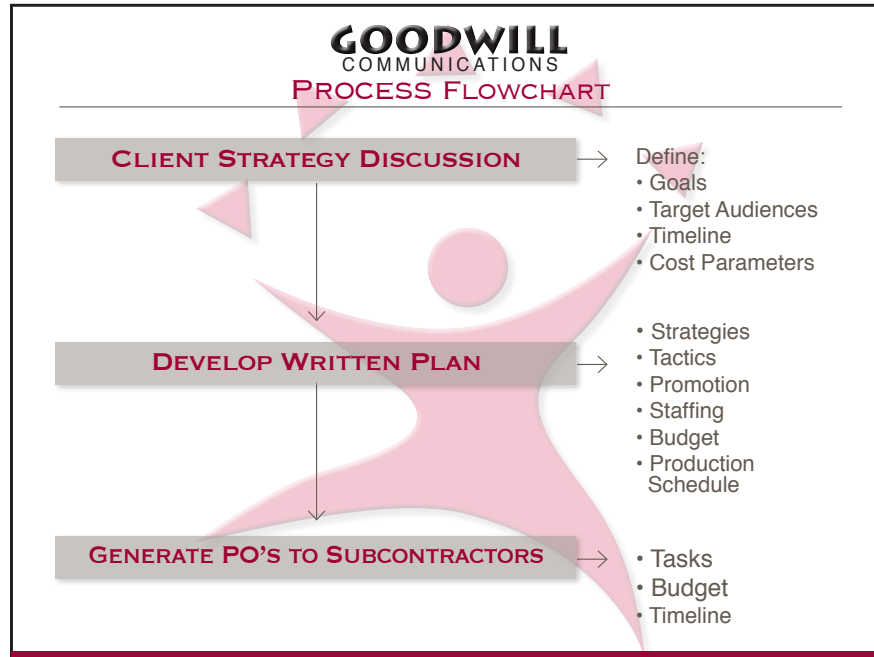 GOODWILL
COMMUNICATIONS
PROCESS FLOWCHART
CLIENT STRATEGY DISCUSSION
Define:
• Goals
• Target Audiences
• Timeline
• Cost Parameters
DEVELOP WRITTEN PLAN
• Strategies
• Tactics
• Promotion
• Staffing
• Budget
• Production
Schedule
GENERATE PO'S TO SUBCONTRACTORS
• Tasks
• Budget
• Timeline